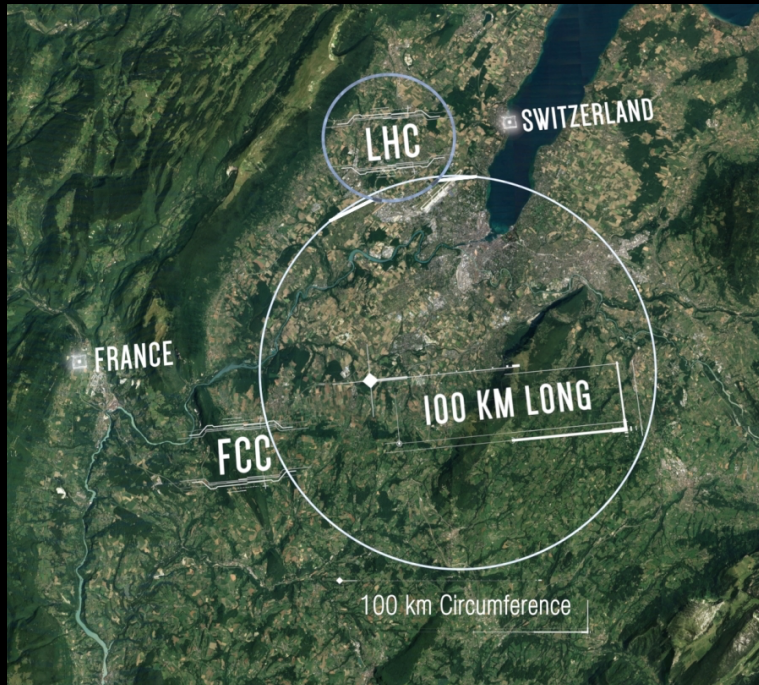 LHC
SWITZERLAND
FRANCE
100 KM LONG
FCC
100 km Circumference